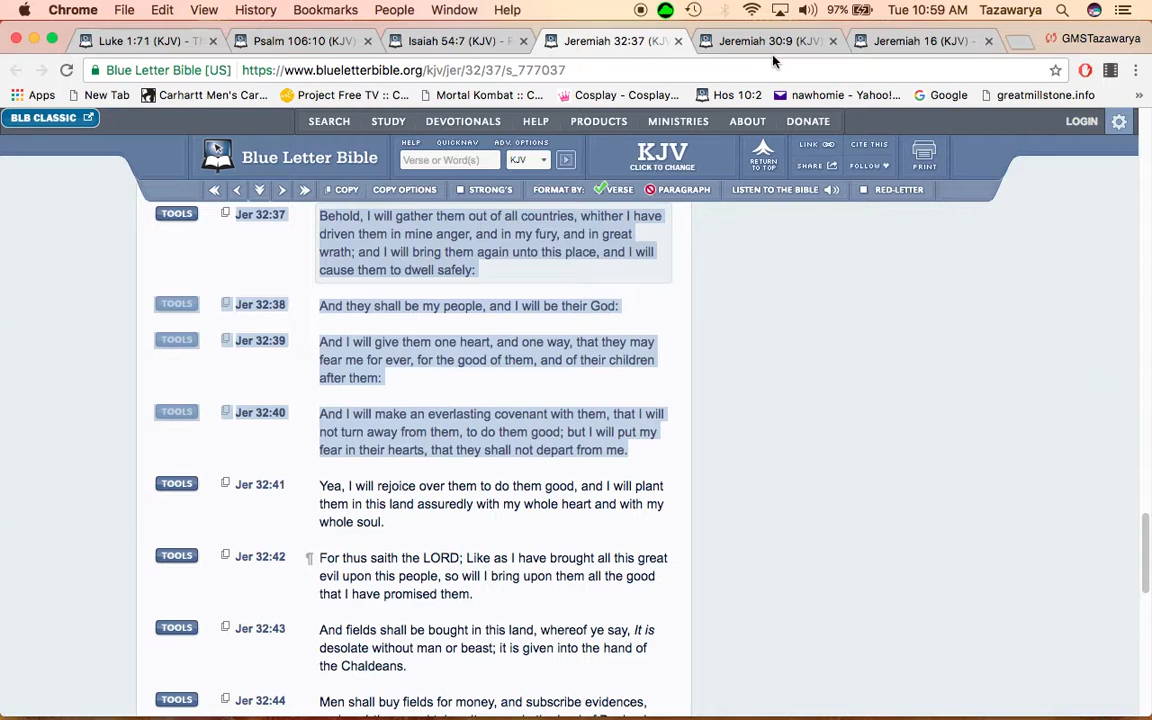 Chrome File Edit View History Bookmarks People Window Help 97% Tue 10:59 AM Tazawarya
Luke 1:71 (KJV) - Th × Psalm 106:10 (KJV) × Isaiah 54:7 (KJV) - × Jeremiah 32:37 (KJV × Jeremiah 30:9 (KJV) × Jeremiah 16 (KJV) - × GMSTazawarya
Blue Letter Bible [US] https://www.blueletterbible.org/kjv/jer/32/37/s_777037
Apps New Tab Carhartt Men's Car... Project Free TV :: C... Mortal Kombat :: C... Cosplay - Cosplay... Hos 10:2 nawhomie - Yahoo!... Google greatmillstone.info »
BLB CLASSIC SEARCH STUDY DEVOTIONALS HELP PRODUCTS MINISTRIES ABOUT DONATE LOGIN
Blue Letter Bible
HELP QUICKNAV ADV. OPTIONS
Verse or Word(s) KJV
KJV
CLICK TO CHANGE
RETURN
TO TOP
LINK CITE THIS
SHARE FOLLOW
PRINT
COPY COPY OPTIONS STRONG'S FORMAT BY: VERSE PARAGRAPH LISTEN TO THE BIBLE RED-LETTER
TOOLS Jer 32:37 Behold, I will gather them out of all countries, whither I have
driven them in mine anger, and in my fury, and in great
wrath; and I will bring them again unto this place, and I will
cause them to dwell safely:
TOOLS Jer 32:38 And they shall be my people, and I will be their God:
TOOLS Jer 32:39 And I will give them one heart, and one way, that they may
fear me for ever, for the good of them, and of their children
after them:
TOOLS Jer 32:40 And I will make an everlasting covenant with them, that I will
not turn away from them, to do them good; but I will put my
fear in their hearts, that they shall not depart from me.
TOOLS Jer 32:41 Yea, I will rejoice over them to do them good, and I will plant
them in this land assuredly with my whole heart and with my
whole soul.
TOOLS Jer 32:42 ¶ For thus saith the LORD; Like as I have brought all this great
evil upon this people, so will I bring upon them all the good
that I have promised them.
TOOLS Jer 32:43 And fields shall be bought in this land, whereof ye say, It is
desolate without man or beast; it is given into the hand of
the Chaldeans.
TOOLS Jer 32:44 Men shall buy fields for money, and subscribe evidences,